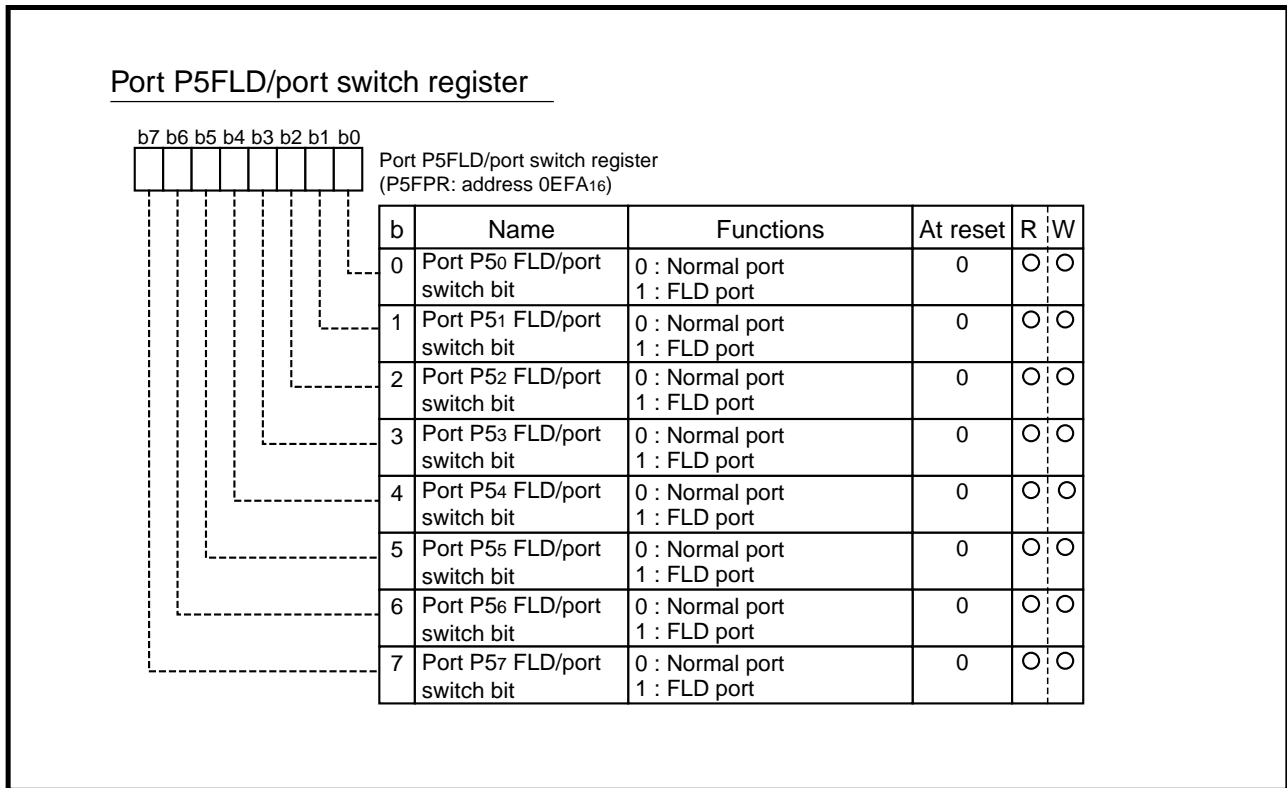 Port P5FLD/port switch register
b7 b6 b5 b4 b3 b2 b1 b0
Port P5FLD/port switch register
(P5FPR: address 0EFA16)
b Name Functions At reset R W
0 Port P50 FLD/port switch bit 0 : Normal port 0 O O
1 : FLD port
1 Port P51 FLD/port switch bit 0 : Normal port 0 O O
1 : FLD port
2 Port P52 FLD/port switch bit 0 : Normal port 0 O O
1 : FLD port
3 Port P53 FLD/port switch bit 0 : Normal port 0 O O
1 : FLD port
4 Port P54 FLD/port switch bit 0 : Normal port 0 O O
1 : FLD port
5 Port P55 FLD/port switch bit 0 : Normal port 0 O O
1 : FLD port
6 Port P56 FLD/port switch bit 0 : Normal port 0 O O
1 : FLD port
7 Port P57 FLD/port switch bit 0 : Normal port 0 O O
1 : FLD port